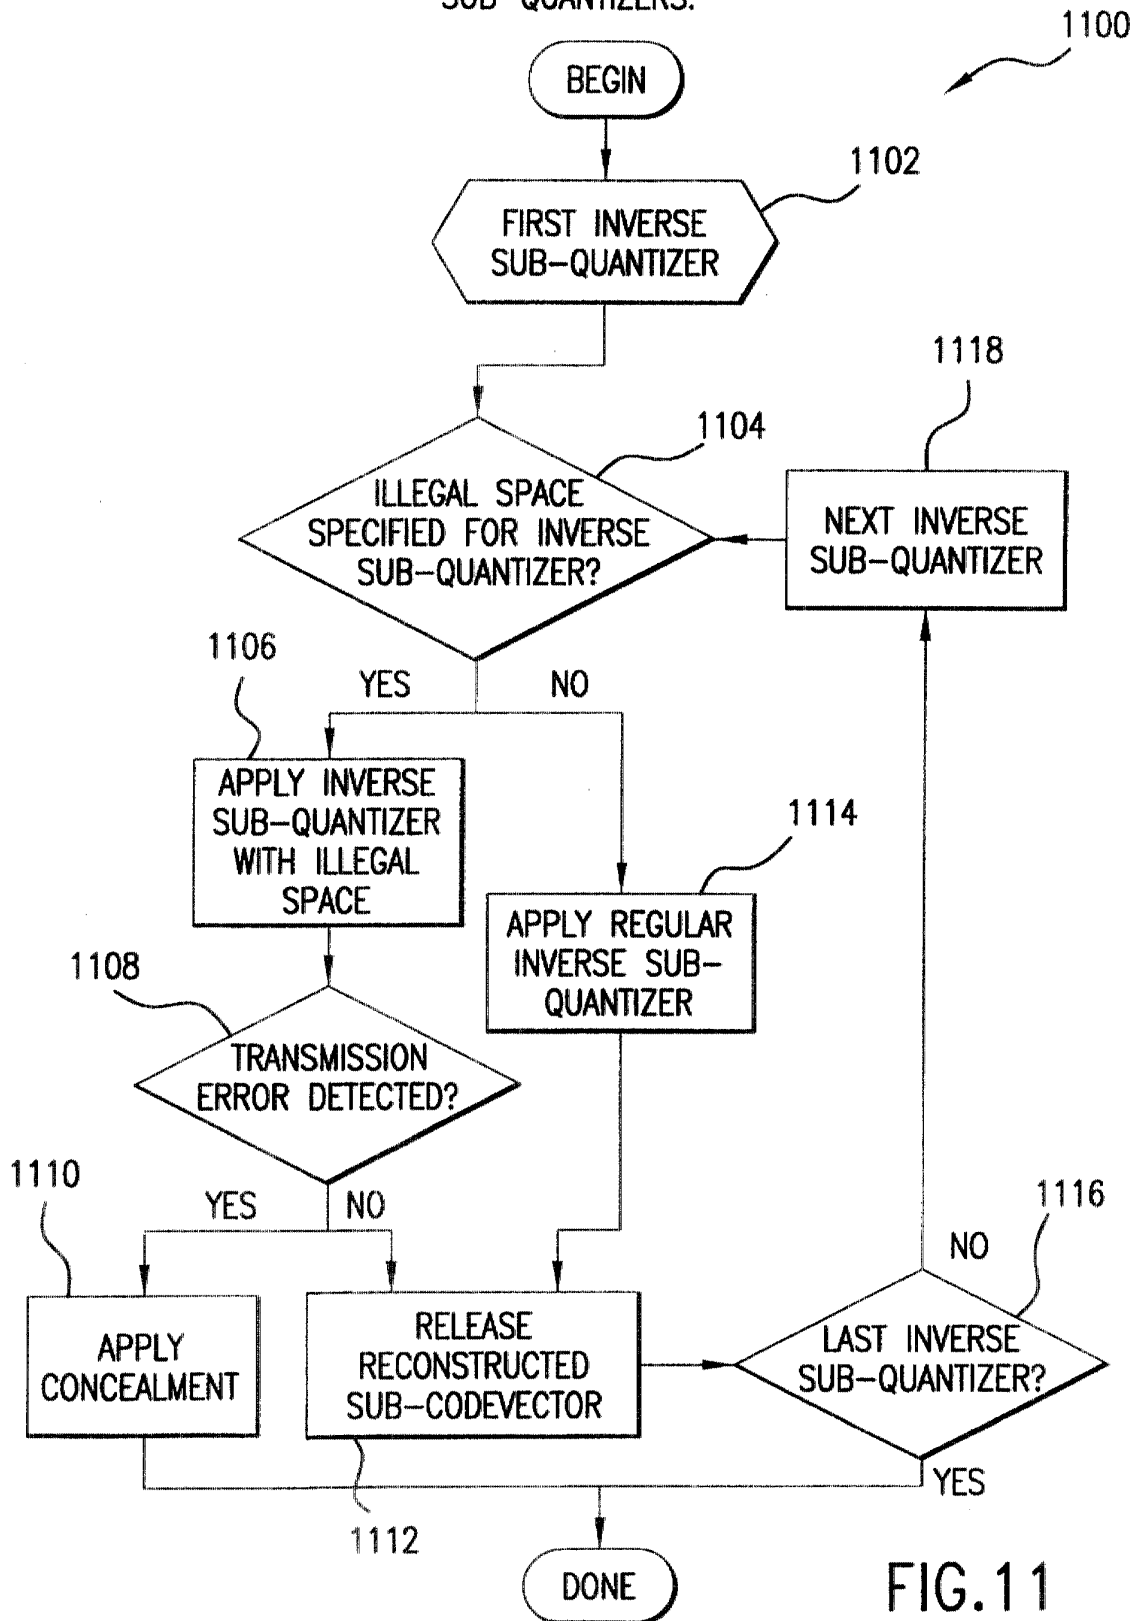 SUB-QUANTIZERS.
1100
BEGIN
1102
FIRST INVERSE
SUB-QUANTIZER
1118
1104
ILLEGAL SPACE
SPECIFIED FOR INVERSE
SUB-QUANTIZER?
NEXT INVERSE
SUB-QUANTIZER
1106
YES
NO
APPLY INVERSE
SUB-QUANTIZER
WITH ILLEGAL
SPACE
1114
APPLY REGULAR
INVERSE SUB-
QUANTIZER
1108
TRANSMISSION
ERROR DETECTED?
1110
YES
NO
1116
NO
APPLY
CONCEALMENT
RELEASE
RECONSTRUCTED
SUB-CODEVECTOR
LAST INVERSE
SUB-QUANTIZER?
YES
1112
DONE
FIG.11